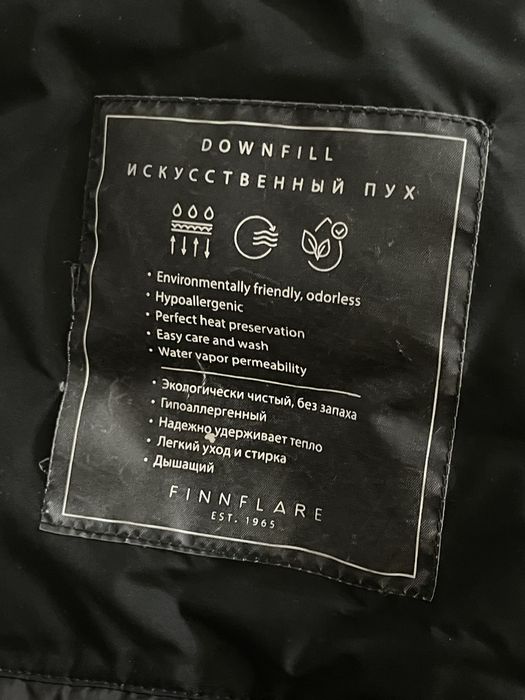 DOWNFILL
ИСКУССТВЕННЫЙ ПУХ
• Environmentally friendly, odorless
• Hypoallergenic
• Perfect heat preservation
• Easy care and wash
• Water vapor permeability
• Экологически чистый, без запаха
• Гипоаллергенный
• Надежно удерживает тепло
• Легкий уход и стирка
• Дышащий
FINNFLARE
EST. 1965